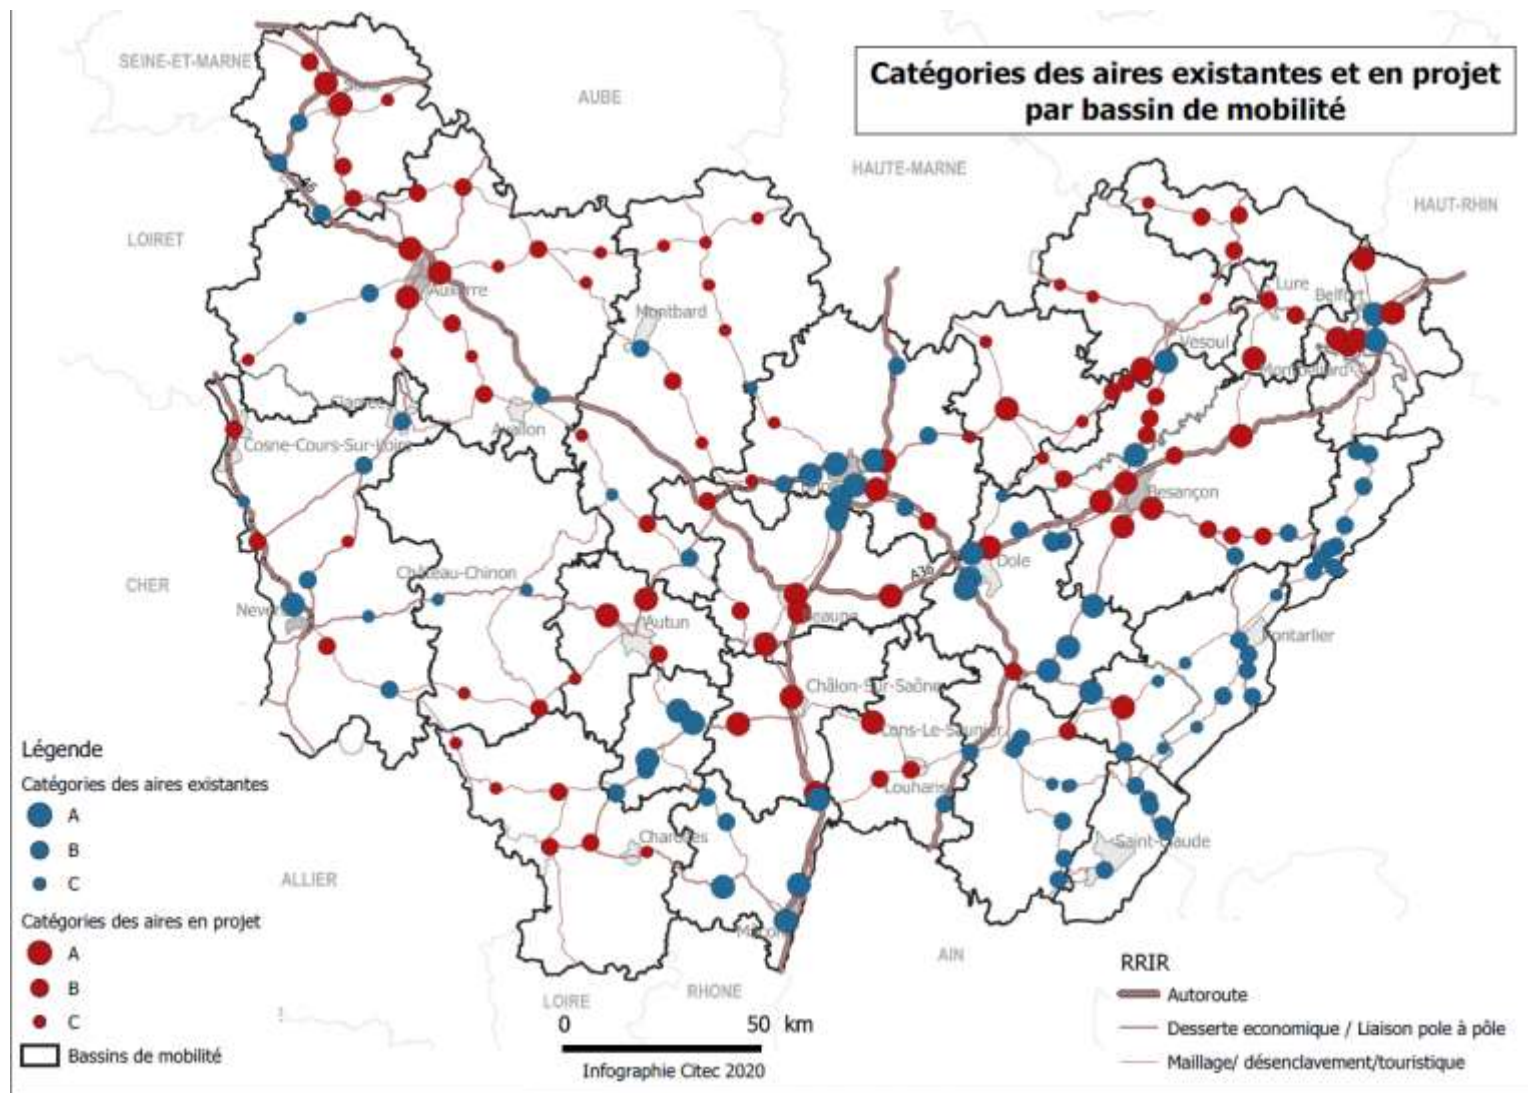 Catégories des aires existantes et en projet
par bassin de mobilité
SEINE-ET-MARNE
AUBE
HAUTE-MARNE
HAUT-RHIN
LOIRET
A6
Auxerre
Montbard
Lure
Belfort
Vesoul
Montbéliard
Avallon
Cosne-Cours-Sur-Loire
Besançon
Château-Chinon
CHER
A39
Dole
Autun
Beaune
Pontarlier
Châlon-Sur-Saône
Lons-Le-Saunier
Louhans
Charolles
Saint-Claude
ALLIER
AIN
LOIRE
RHONE
Légende
Catégories des aires existantes
A
B
C
Catégories des aires en projet
A
B
C
Bassins de mobilité
0 50 km
Infographie Citec 2020
RRIR
Autoroute
Desserte economique / Liaison pole à pôle
Maillage/ désenclavement/touristique